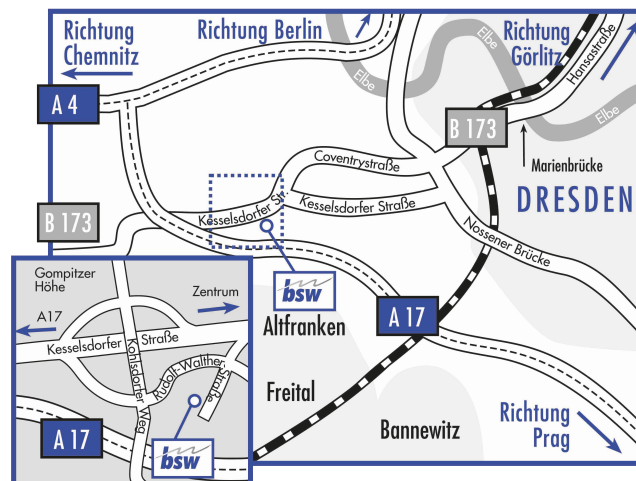 Richtung
Chemnitz
Richtung Berlin
Richtung
Görlitz
Hansastraße
Elbe
Elbe
Elbe
A 4
B 173
Coventrystraße
Marienbrücke
Kesselsdorfer Str.
Kesselsdorfer Straße
DRESDEN
B 173
Nossener Brücke
bsw
Altfranken
A 17
Freital
Bannewitz
Richtung
Prag
Gompitzer
Höhe
A17
Zentrum
Kesselsdorfer Straße
Kohlsdorfer Weg
Rudolf-Walther-Straße
A 17
bsw